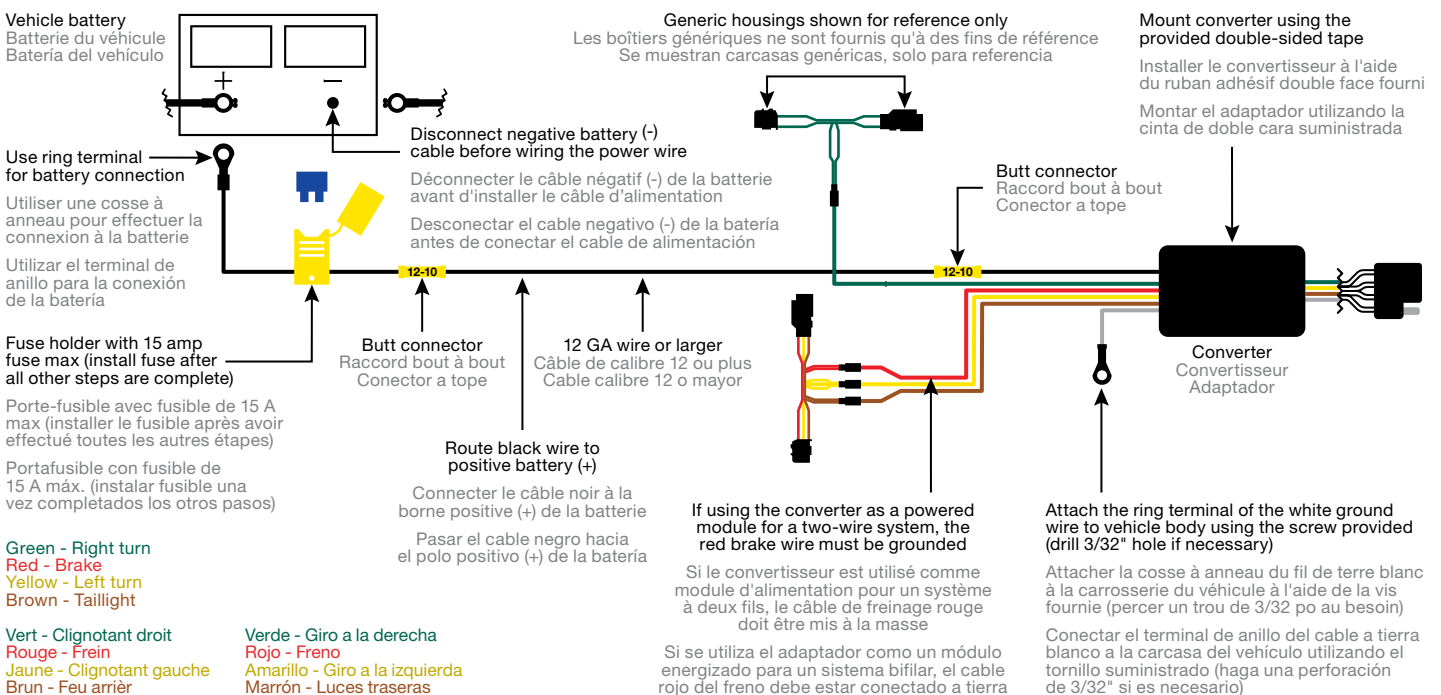 Vehicle battery
Batterie du véhicule
Batería del vehículo
+
−
Generic housings shown for reference only
Les boîtiers génériques ne sont fournis qu'à des fins de référence
Se muestran carcasas genéricas, solo para referencia
Mount converter using the
provided double-sided tape
Installer le convertisseur à l'aide
du ruban adhésif double face fourni
Montar el adaptador utilizando la
cinta de doble cara suministrada
Use ring terminal
for battery connection
Utiliser une cosse à
anneau pour effectuer la
connexion à la batterie
Utilizar el terminal de
anillo para la conexión
de la batería
Disconnect negative battery (-)
cable before wiring the power wire
Déconnecter le câble négatif (-) de la batterie
avant d'installer le câble d'alimentation
Desconectar el cable negativo (-) de la batería
antes de conectar el cable de alimentación
Butt connector
Raccord bout à bout
Conector a tope
12-10
12-10
Fuse holder with 15 amp
fuse max (install fuse after
all other steps are complete)
Porte-fusible avec fusible de 15 A
max (installer le fusible après avoir
effectué toutes les autres étapes)
Portafusible con fusible de
15 A máx. (instalar fusible una
vez completados los otros pasos)
Butt connector
Raccord bout à bout
Conector a tope
12 GA wire or larger
Câble de calibre 12 ou plus
Cable calibre 12 o mayor
Converter
Convertisseur
Adaptador
Route black wire to
positive battery (+)
Connecter le câble noir à la
borne positive (+) de la batterie
Pasar el cable negro hacia
el polo positivo (+) de la batería
If using the converter as a powered
module for a two-wire system, the
red brake wire must be grounded
Si le convertisseur est utilisé comme
module d'alimentation pour un système
à deux fils, le câble de freinage rouge
doit être mis à la masse
Si se utiliza el adaptador como un módulo
energizado para un sistema bifilar, el cable
rojo del freno debe estar conectado a tierra
Attach the ring terminal of the white ground
wire to vehicle body using the screw provided
(drill 3/32" hole if necessary)
Attacher la cosse à anneau du fil de terre blanc
à la carrosserie du véhicule à l'aide de la vis
fournie (percer un trou de 3/32 po au besoin)
Conectar el terminal de anillo del cable a tierra
blanco a la carcasa del vehículo utilizando el
tornillo suministrado (haga una perforación
de 3/32" si es necesario)
Green - Right turn
Red - Brake
Yellow - Left turn
Brown - Taillight
Vert - Clignotant droit
Rouge - Frein
Jaune - Clignotant gauche
Brun - Feu arrièr
Verde - Giro a la derecha
Rojo - Freno
Amarillo - Giro a la izquierda
Marrón - Luces traseras